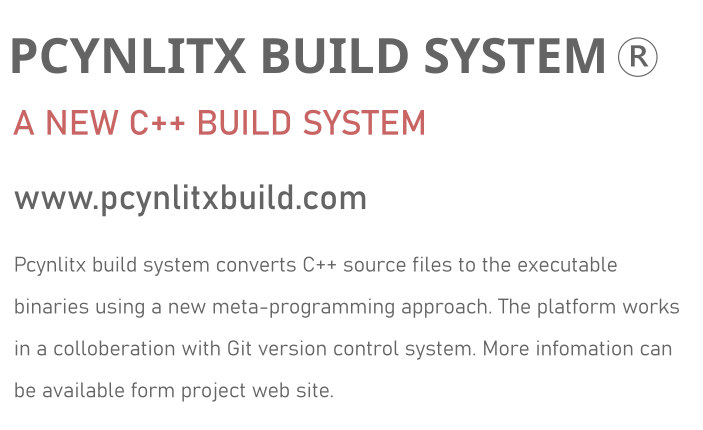 PCYNLITX BUILD SYSTEM ®
A NEW C++ BUILD SYSTEM
www.pcynlitxbuild.com
Pcynlitx build system converts C++ source files to the executable
binaries using a new meta-programming approach. The platform works
in a colloberation with Git version control system. More infomation can
be available form project web site.